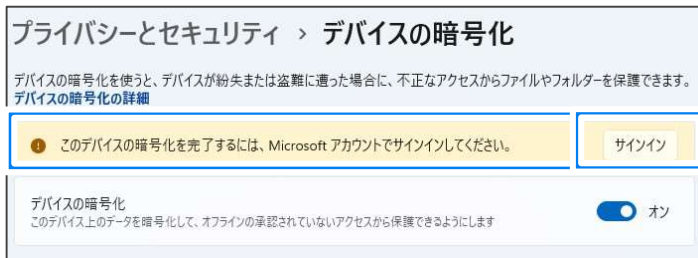 プライバシーとセキュリティ › デバイスの暗号化
デバイスの暗号化を使うと、デバイスが紛失または盗難に遭った場合に、不正なアクセスからファイルやフォルダーを保護できます。
デバイスの暗号化の詳細
このデバイスの暗号化を完了するには、Microsoft アカウントでサインインしてください。 サインイン
デバイスの暗号化
このデバイス上のデータを暗号化して、オフラインの承認されていないアクセスから保護できるようにします
オン